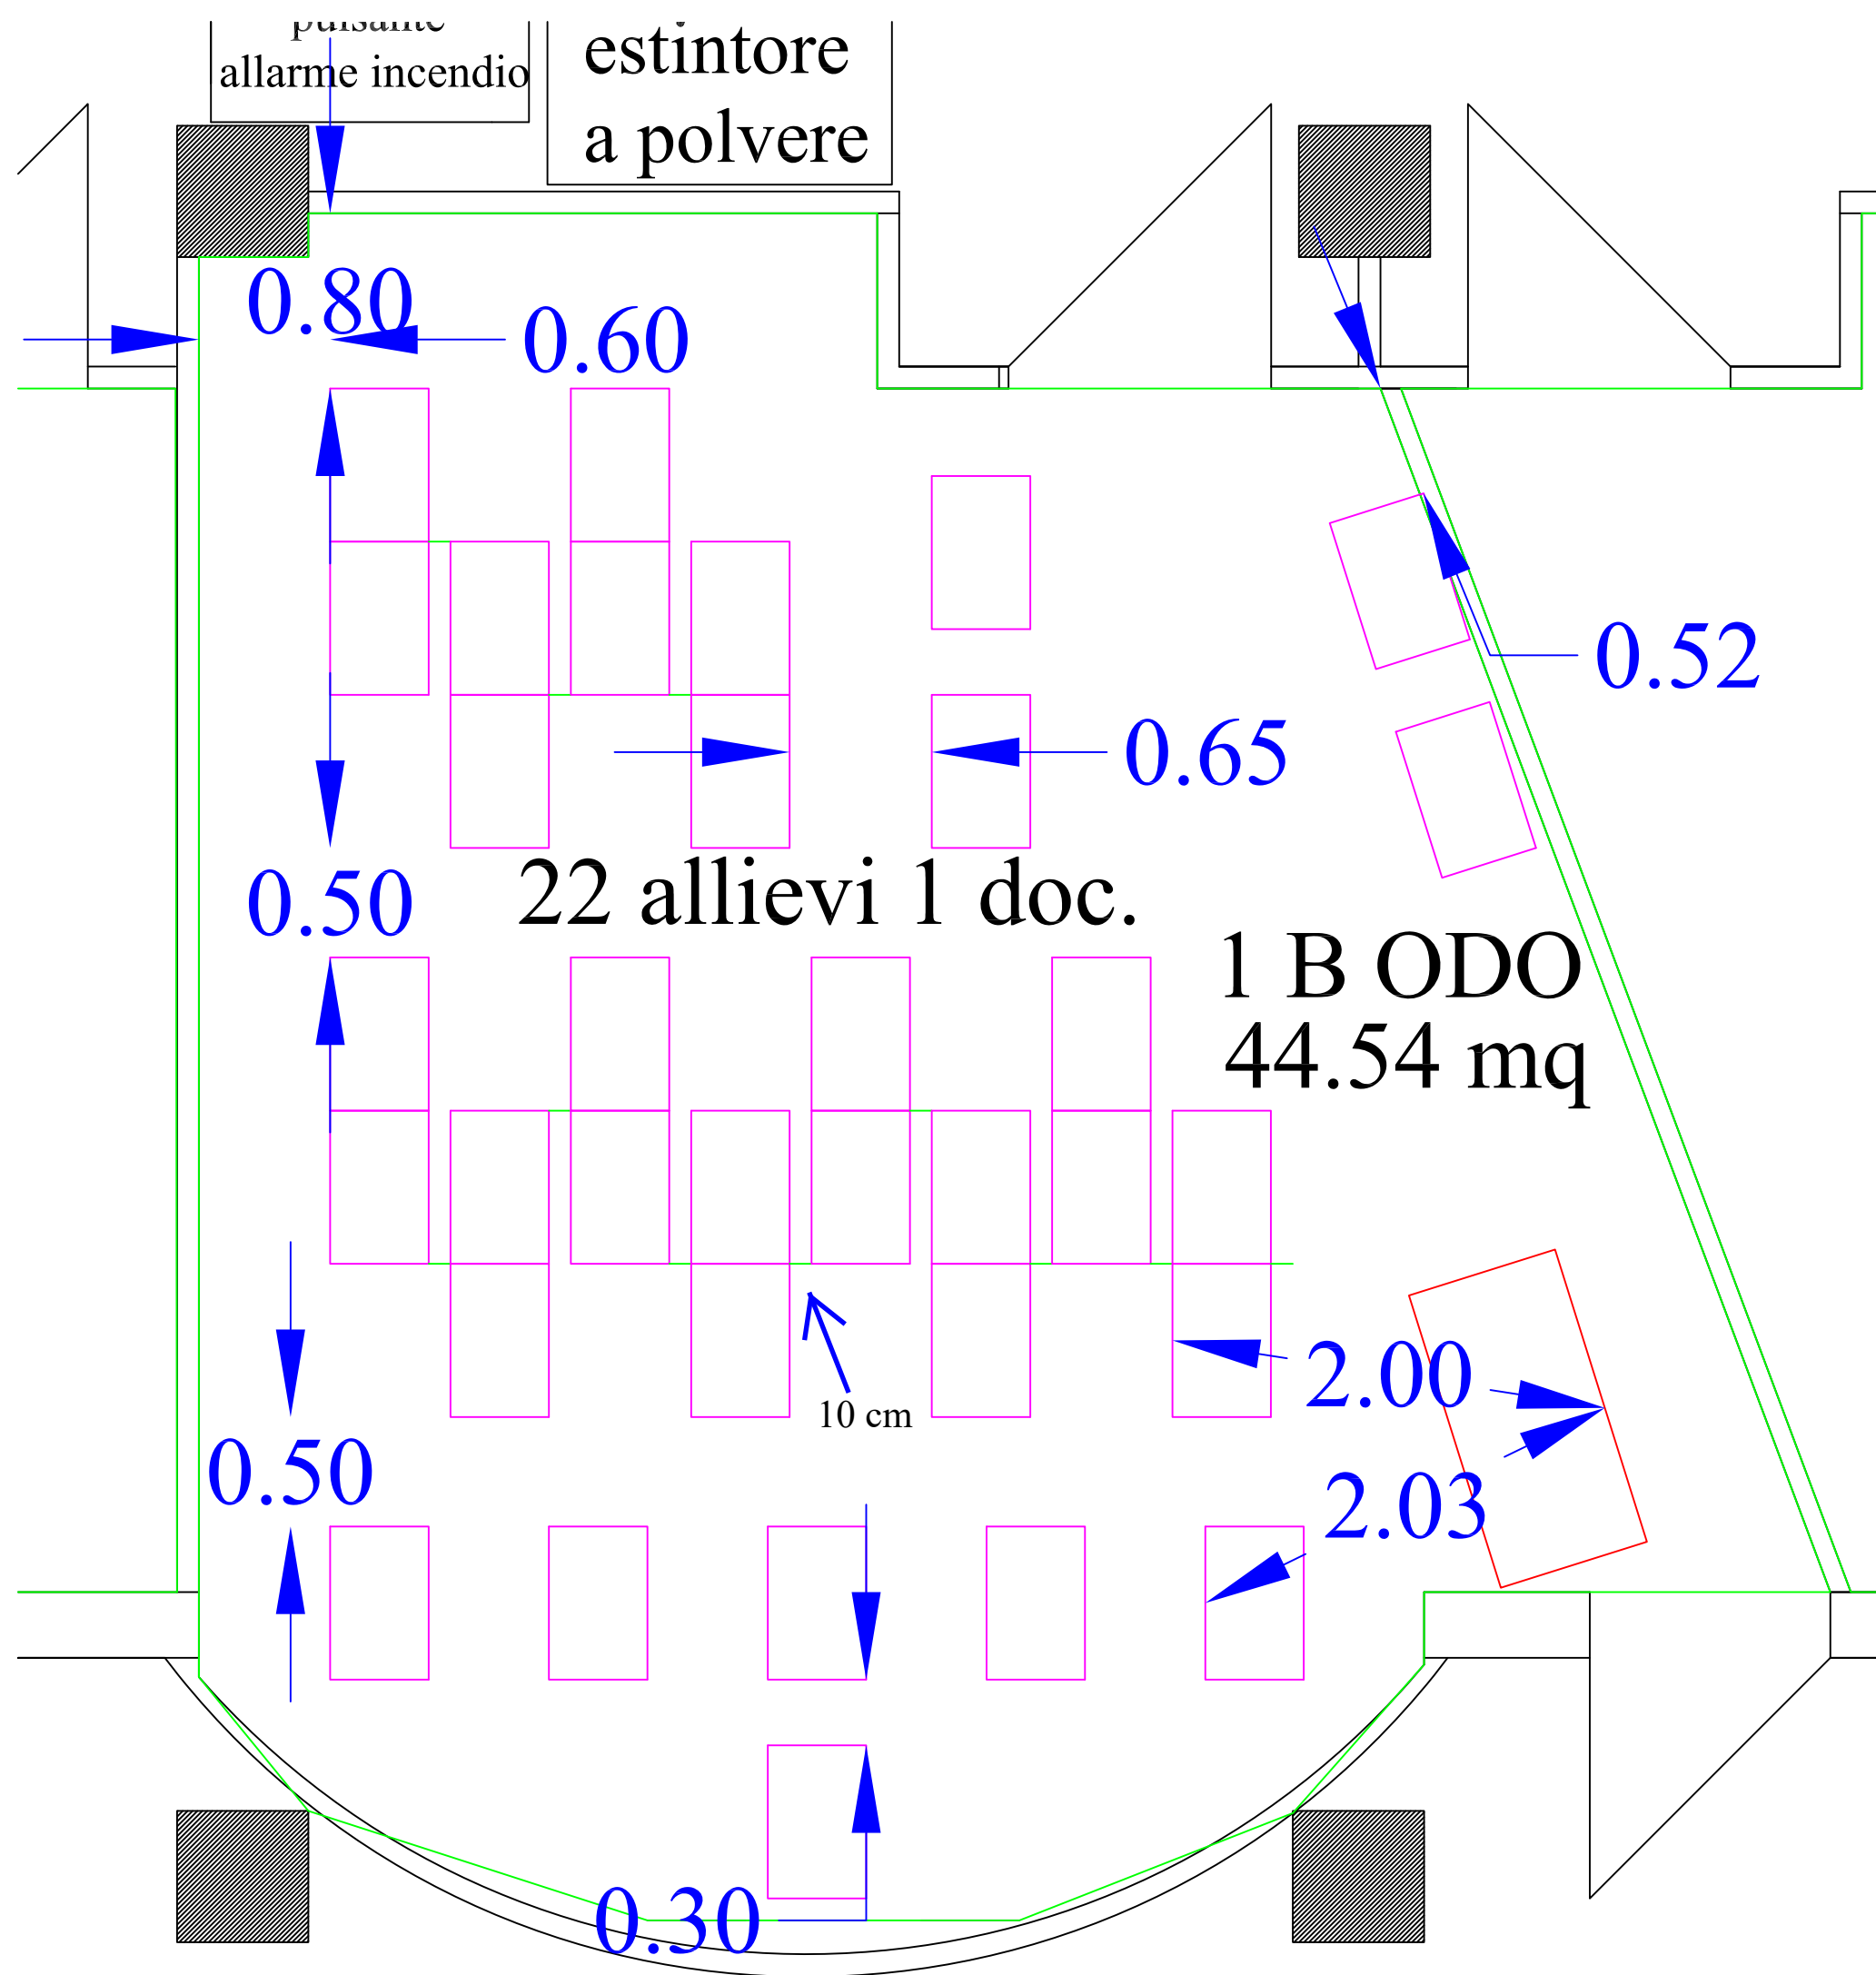 pulsante
allarme incendio
estintore
a polvere
0.80
0.60
0.52
0.65
0.50
22 allievi 1 doc.
1 B ODO
44.54 mq
2.00
10 cm
0.50
2.03
0.30